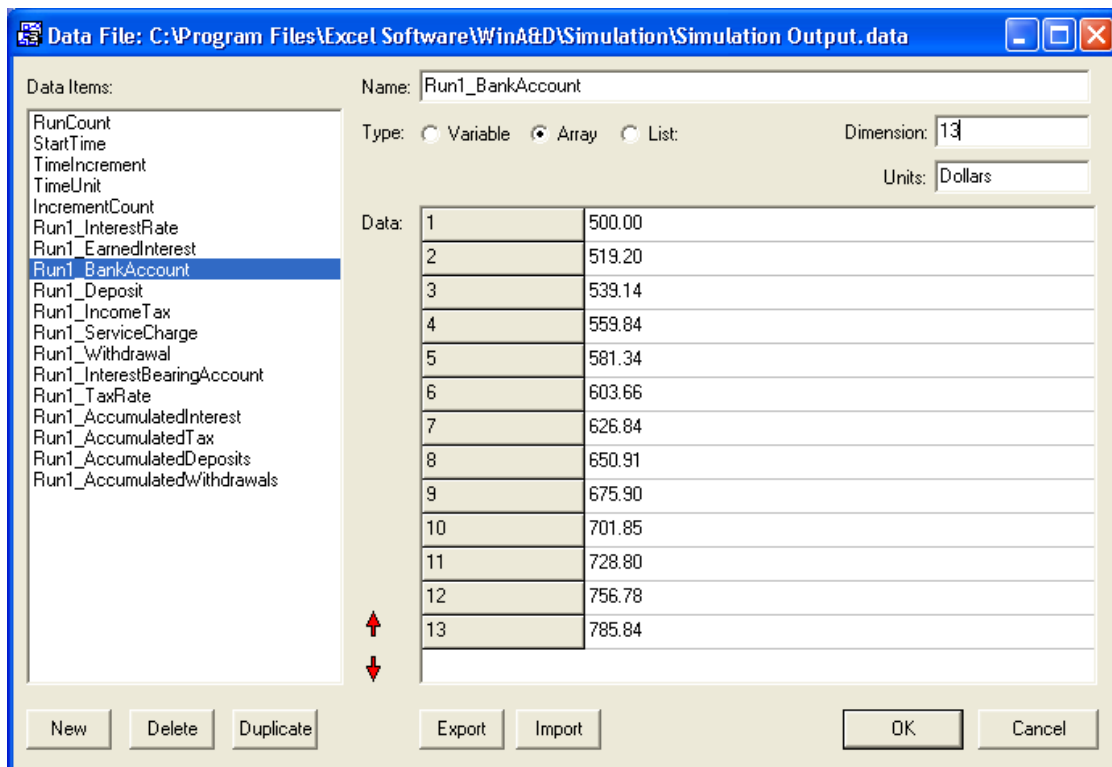 Data File: C:\Program Files\Excel Software\WinA&D\Simulation\Simulation Output.data
Data Items:
RunCount
StartTime
TimeIncrement
TimeUnit
IncrementCount
Run1_InterestRate
Run1_EarnedInterest
Run1_BankAccount
Run1_Deposit
Run1_IncomeTax
Run1_ServiceCharge
Run1_Withdrawal
Run1_InterestBearingAccount
Run1_TaxRate
Run1_AccumulatedInterest
Run1_AccumulatedTax
Run1_AccumulatedDeposits
Run1_AccumulatedWithdrawals
Name: Run1_BankAccount
Type: Variable Array List: Dimension: 13
Units: Dollars
Data: 1 500.00
2 519.20
3 539.14
4 559.84
5 581.34
6 603.66
7 626.84
8 650.91
9 675.90
10 701.85
11 728.80
12 756.78
13 785.84
New Delete Duplicate Export Import OK Cancel